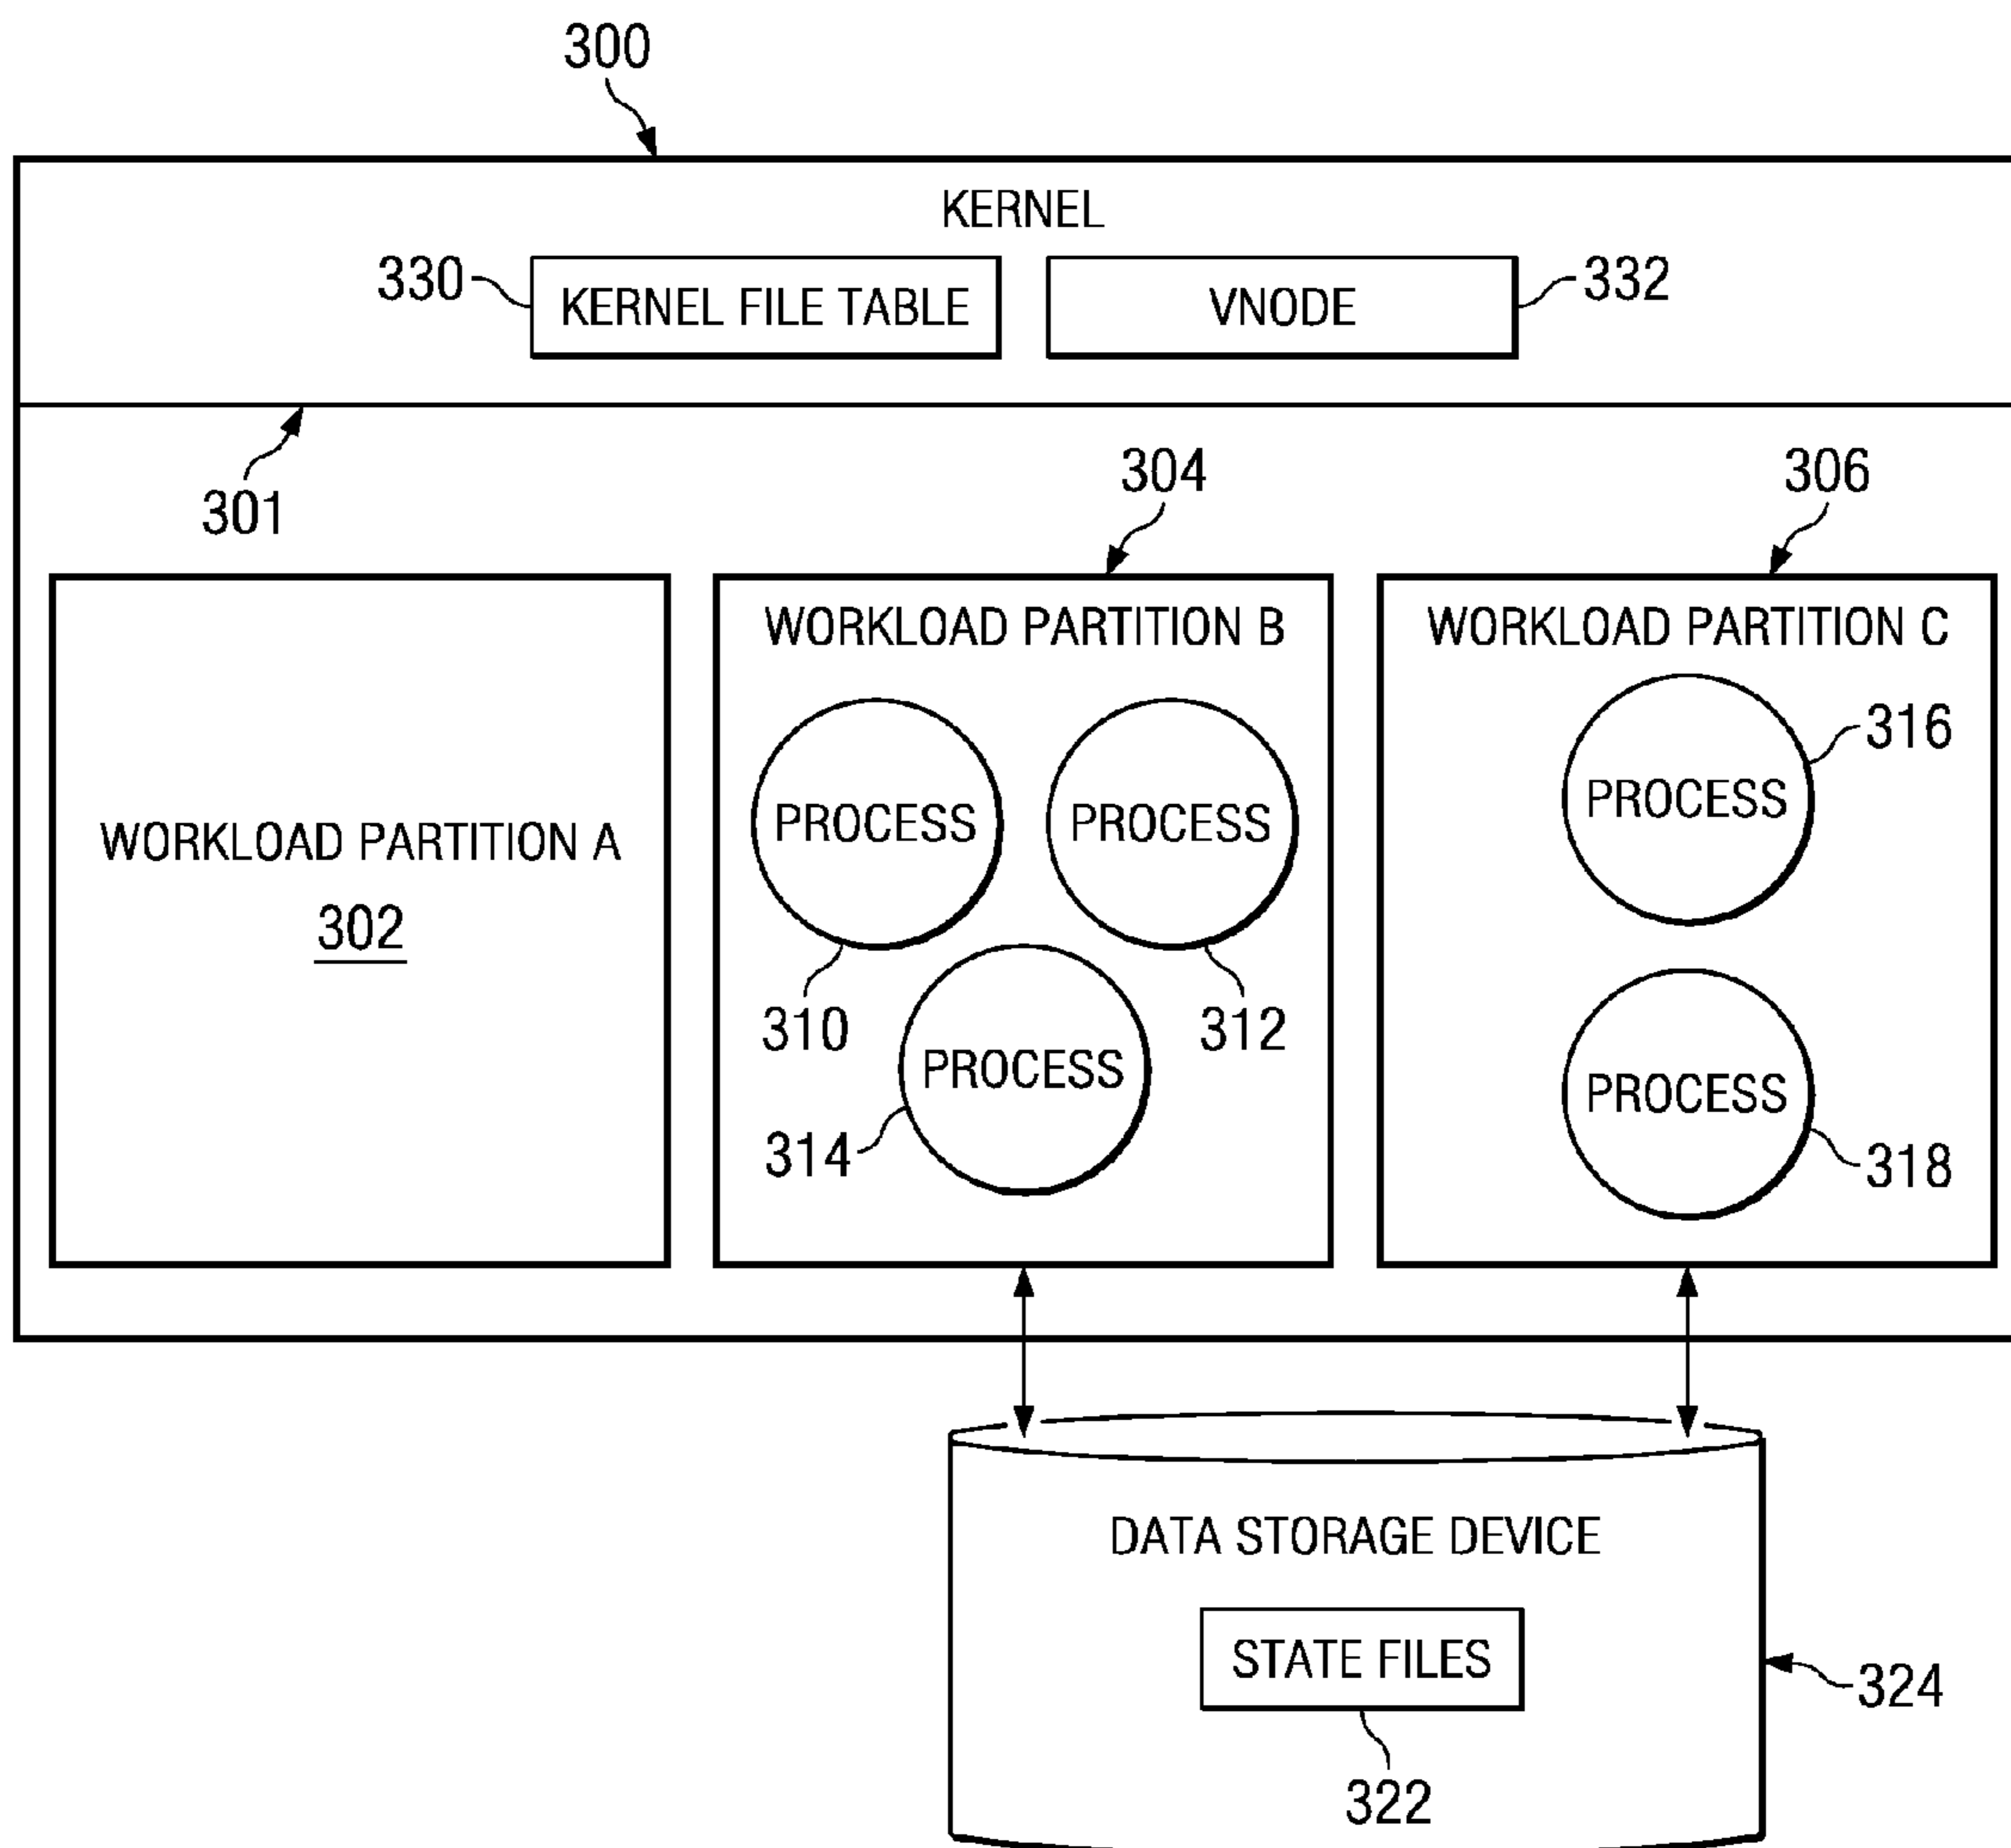 300
KERNEL
330
KERNEL FILE TABLE
VNODE
332
301
304
306
WORKLOAD PARTITION A
302
WORKLOAD PARTITION B
PROCESS
PROCESS
310
312
PROCESS
314
WORKLOAD PARTITION C
PROCESS
316
PROCESS
318
DATA STORAGE DEVICE
STATE FILES
324
322